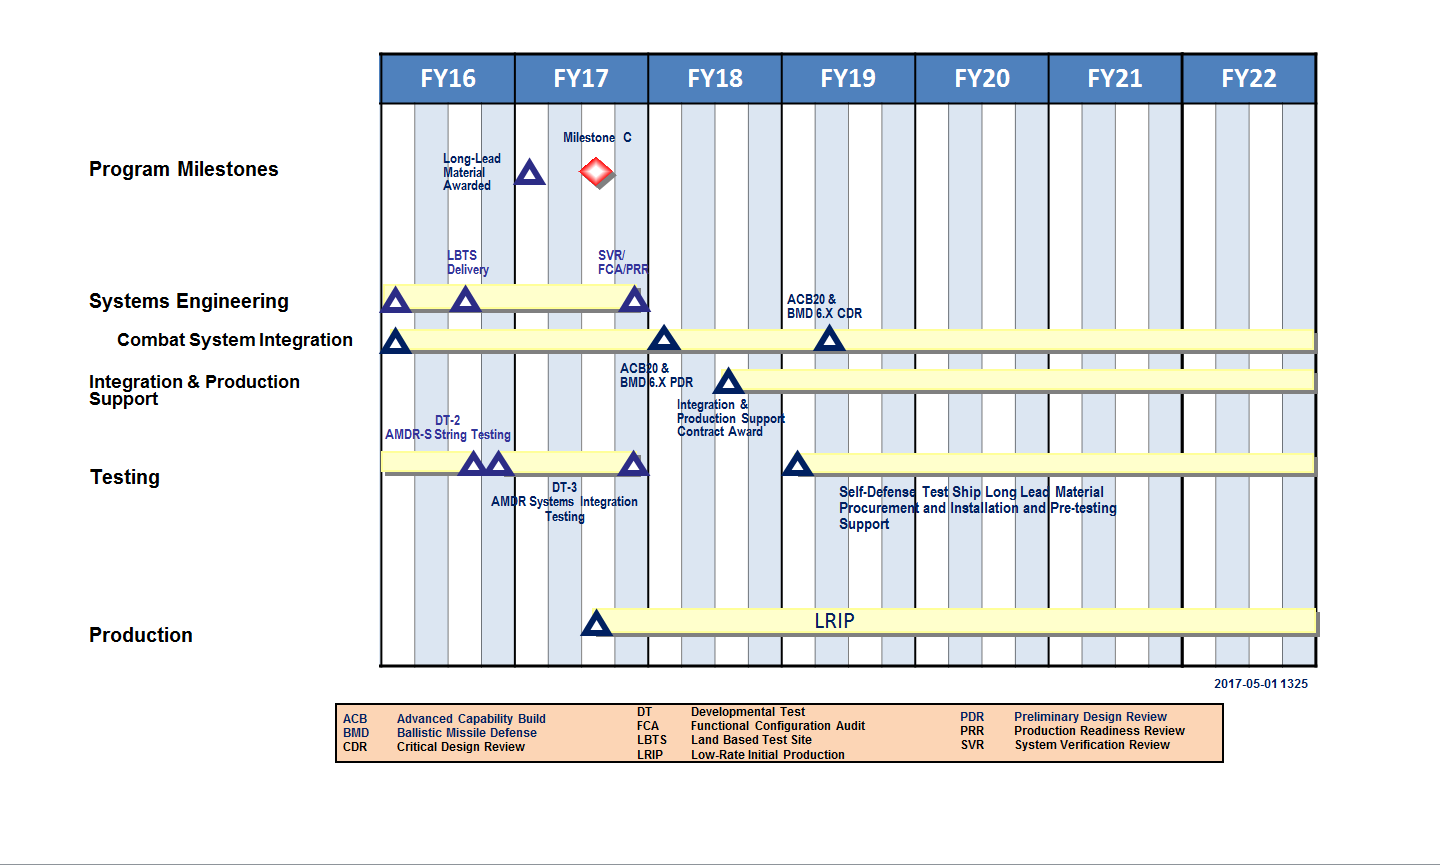 FY16 FY17 FY18 FY19 FY20 FY21 FY22
Milestone C
Program Milestones
Long-Lead
Material
Awarded
LBTS
Delivery
SVR/
FCA/PRR
Systems Engineering
ACB20 &
BMD 6.X CDR
Combat System Integration
ACB20 &
BMD 6.X PDR
Integration & Production
Support
Integration &
Production Support
Contract Award
DT-2
AMDR-S String Testing
Testing
DT-3
AMDR Systems Integration
Testing
Self-Defense Test Ship Long Lead Material
Procurement and Installation and Pre-testing
Support
Production
LRIP
2017-05-01 1325
ACB Advanced Capability Build
BMD Ballistic Missile Defense
CDR Critical Design Review
DT Developmental Test
FCA Functional Configuration Audit
LBTS Land Based Test Site
LRIP Low-Rate Initial Production
PDR Preliminary Design Review
PRR Production Readiness Review
SVR System Verification Review